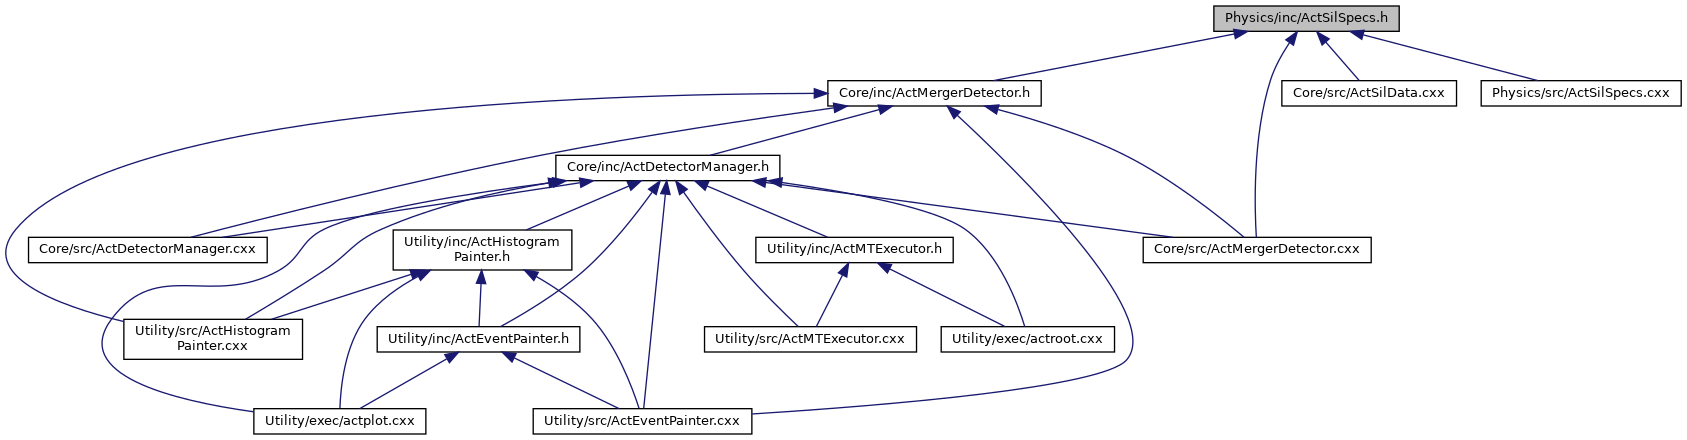 Physics/inc/ActSilSpecs.h
Core/inc/ActMergerDetector.h
Core/src/ActSilData.cxx
Physics/src/ActSilSpecs.cxx
Core/inc/ActDetectorManager.h
Core/src/ActDetectorManager.cxx
Utility/inc/ActHistogram
Painter.h
Utility/inc/ActMTExecutor.h
Core/src/ActMergerDetector.cxx
Utility/src/ActHistogram
Painter.cxx
Utility/inc/ActEventPainter.h
Utility/src/ActMTExecutor.cxx
Utility/exec/actroot.cxx
Utility/exec/actplot.cxx
Utility/src/ActEventPainter.cxx